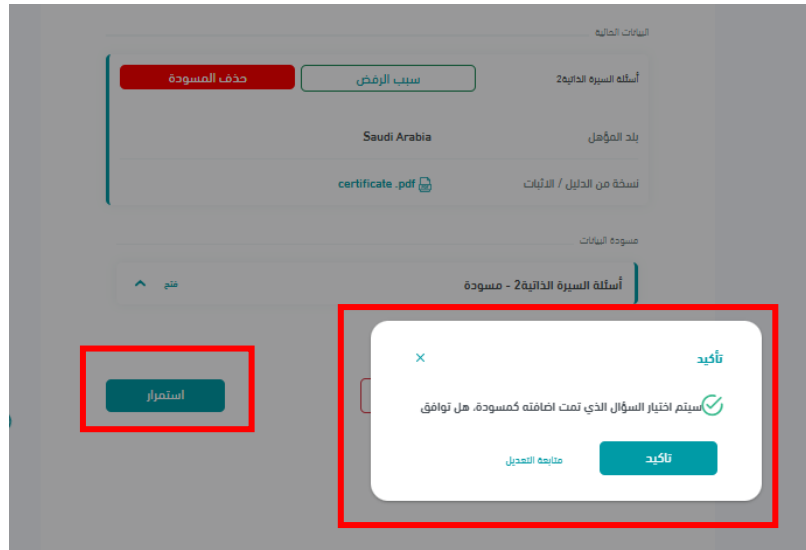 البيانات الحالية
أسئلة السيرة الذاتية2
سبب الرفض
حذف المسودة
بلد المؤهل
Saudi Arabia
نسخة من الدليل / الاثبات
certificate .pdf
مسودة البيانات
أسئلة السيرة الذاتية2 - مسودة
فتح
تأكيد
سيتم اختيار السؤال الذي تمت اضافته كمسودة، هل توافق
تاكيد
متابعة التعديل
استمرار